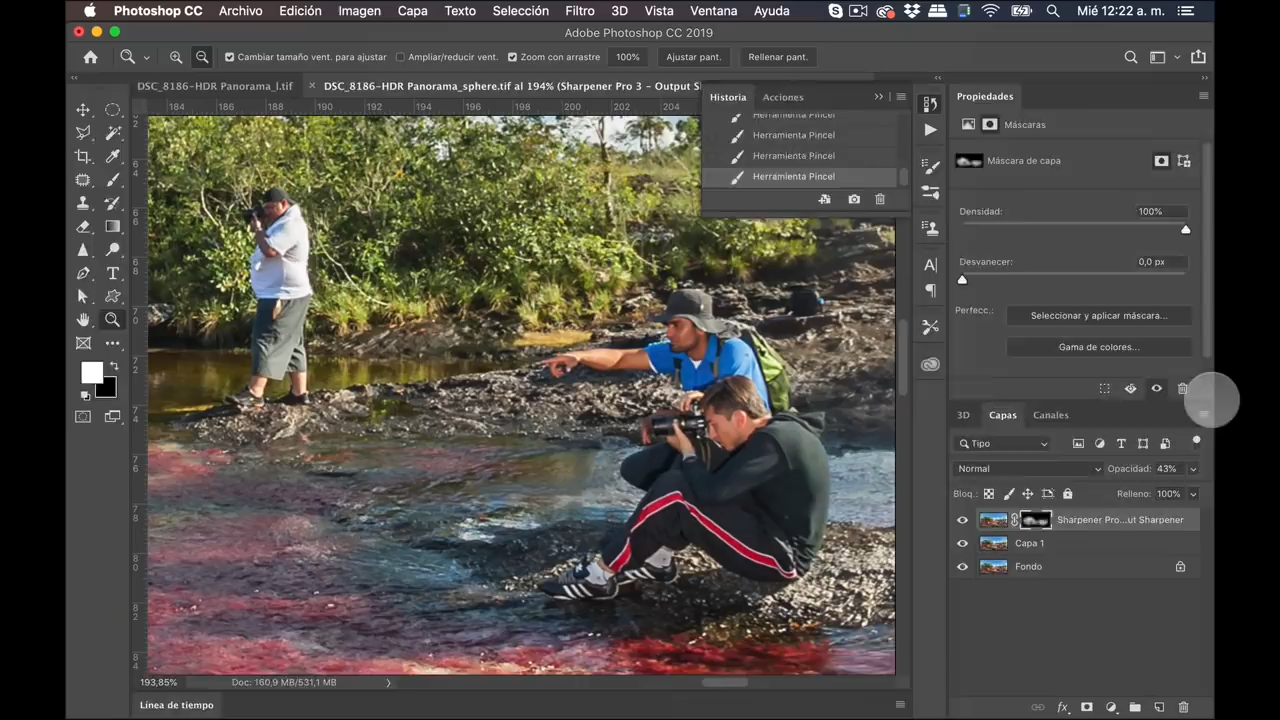 Photoshop CC Archivo Edición Imagen Capa Texto Selección Filtro 3D Vista Ventana Ayuda Mié 12:22 a. m.
Adobe Photoshop CC 2019
Cambiar tamaño vent. para ajustar Ampliar/reducir vent. Zoom con arrastre 100% Ajustar pant. Rellenar pant.
DSC_8186-HDR Panorama_l.tif × DSC_8186-HDR Panorama_sphere.tif al 194% (Sharpener Pro 3 - Output S
184 186 188 190 192 194 196 198 200 202 204
Historia Acciones
Herramienta Pincel
Herramienta Pincel
Herramienta Pincel
Herramienta Pincel
Propiedades
Máscaras
Máscara de capa
Densidad: 100%
Desvanecer: 0,0 px
Perfecc.: Seleccionar y aplicar máscara...
Gama de colores...
3D Capas Canales
Tipo
Normal Opacidad: 43%
Bloq.: Relleno: 100%
Sharpener Pro...ut Sharpener
Capa 1
Fondo
193,85% Doc: 160,9 MB/531,1 MB
Línea de tiempo